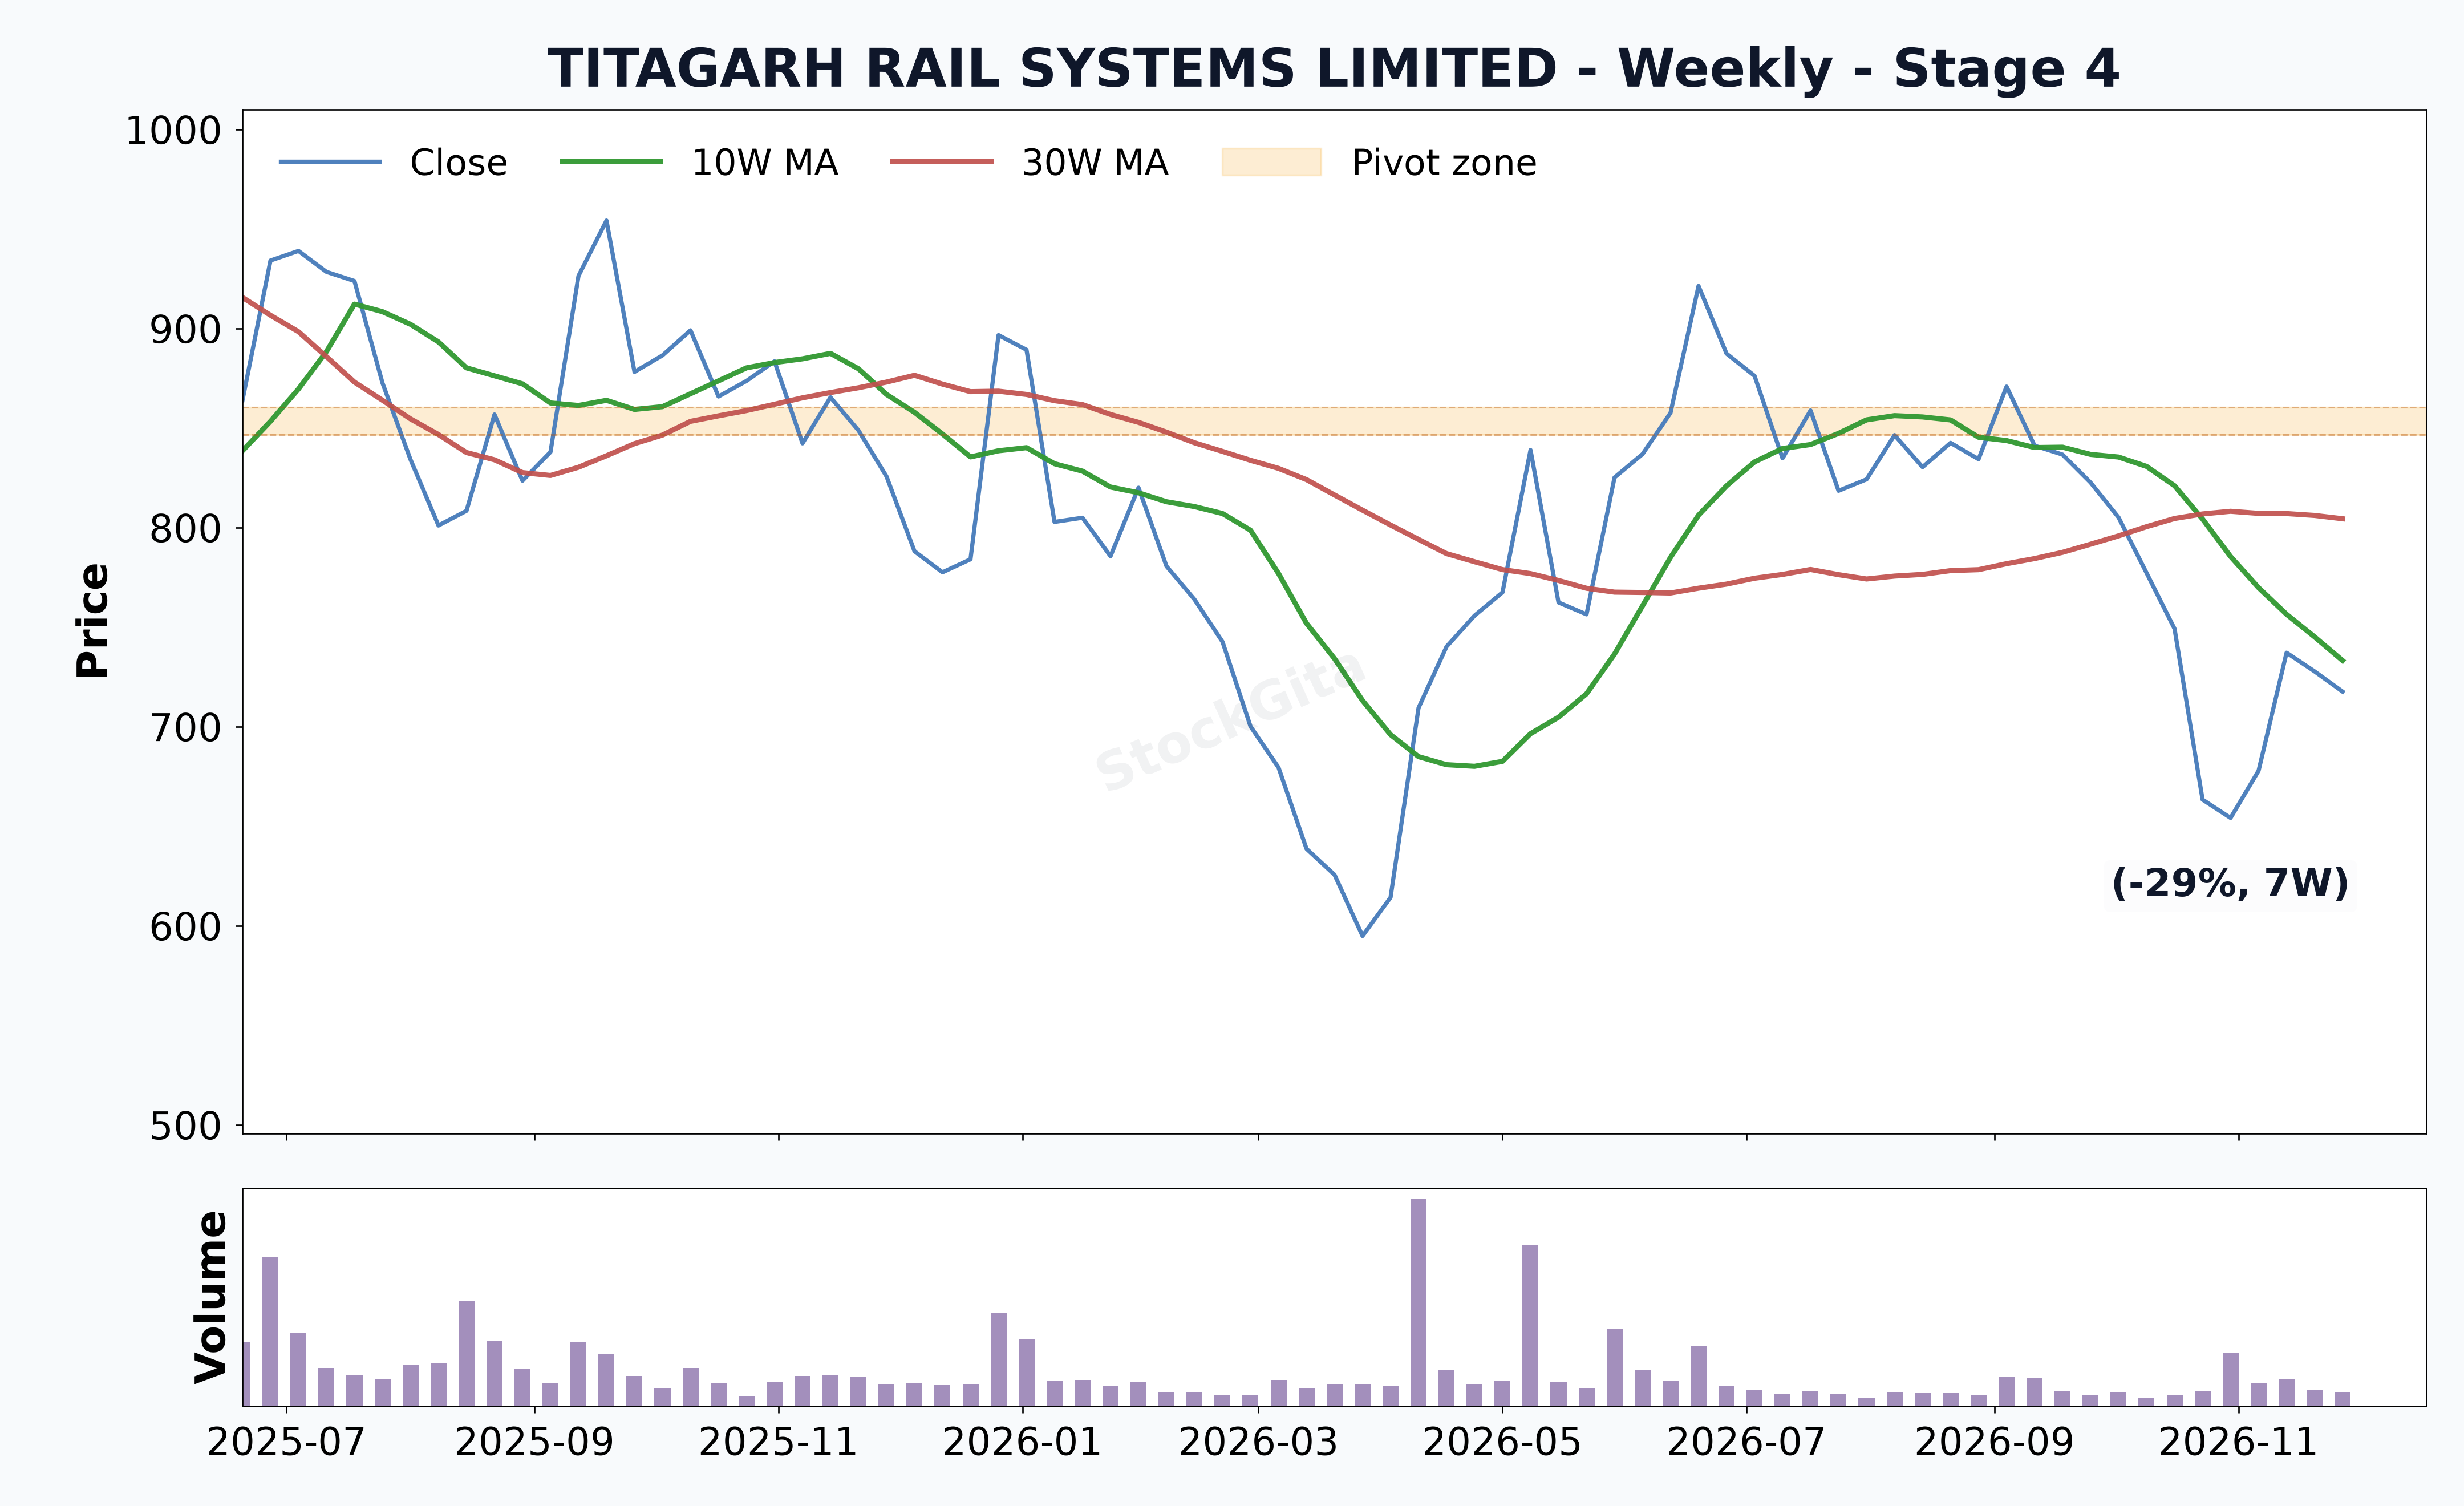 TITAGARH RAIL SYSTEMS LIMITED - Weekly - Stage 4
Close 10W MA 30W MA Pivot zone
1000
900
800
700
600
500
Price
StockGita
(-29%, 7W)
Volume
2025-07 2025-09 2025-11 2026-01 2026-03 2026-05 2026-07 2026-09 2026-11